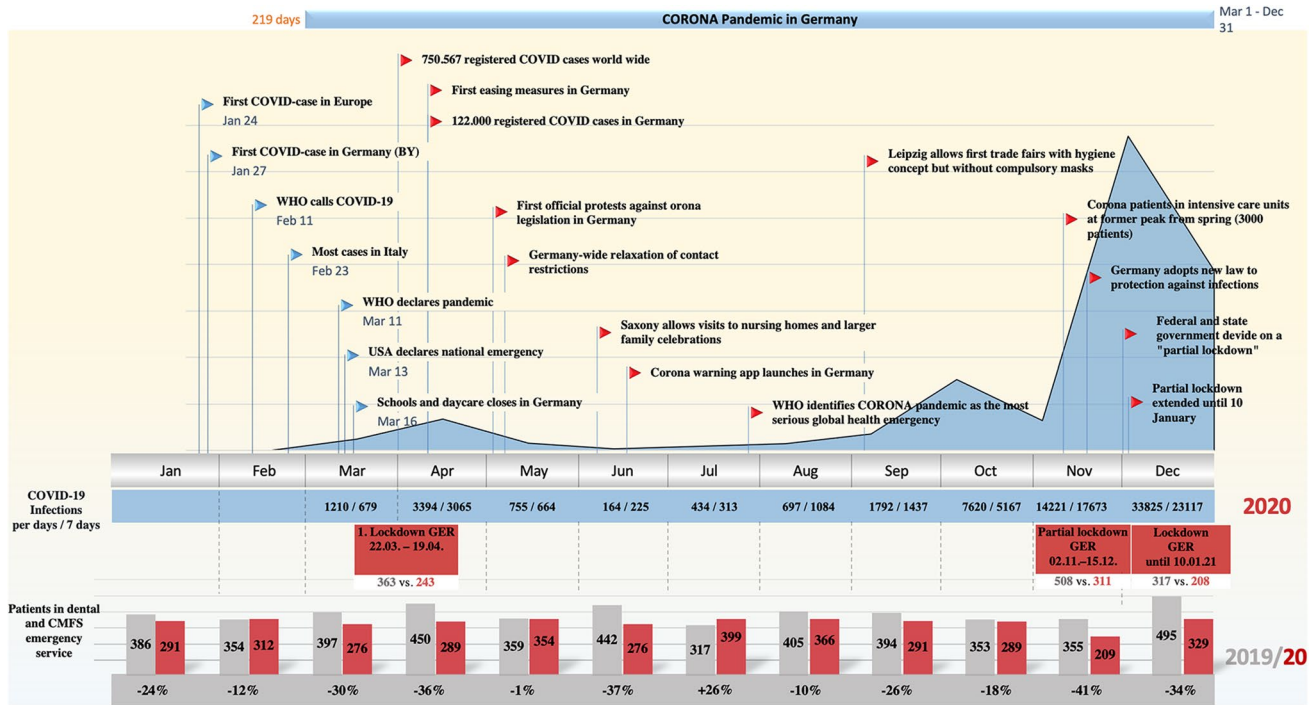 219 days
CORONA Pandemic in Germany
Mar 1 - Dec
31
750.567 registered COVID cases world wide
First easing measures in Germany
First COVID-case in Europe
Jan 24
122.000 registered COVID cases in Germany
First COVID-case in Germany (BY)
Jan 27
Leipzig allows first trade fairs with hygiene
concept but without compulsory masks
WHO calls COVID-19
Feb 11
First official protests against orona
legislation in Germany
Corona patients in intensive care units
at former peak from spring (3000
patients)
Most cases in Italy
Feb 23
Germany-wide relaxation of contact
restrictions
Germany adopts new law to
protection against infections
WHO declares pandemic
Mar 11
Saxony allows visits to nursing homes and larger
family celebrations
Federal and state
government devide on a
"partial lockdown"
USA declares national emergency
Mar 13
Corona warning app launches in Germany
Schools and daycare closes in Germany
Mar 16
WHO identifies CORONA pandemic as the most
serious global health emergency
Partial lockdown
extended until 10
January
Jan Feb Mar Apr May Jun Jul Aug Sep Oct Nov Dec
COVID-19
Infections
per days / 7 days
1210 / 679 3394 / 3065 755 / 664 164 / 225 434 / 313 697 / 1084 1792 / 1437 7620 / 5167 14221 / 17673 33825 / 23117
2020
1. Lockdown GER
22.03. – 19.04.
363 vs. 243
Partial lockdown
GER
02.11.–15.12.
508 vs. 311
Lockdown
GER
until 10.01.21
317 vs. 208
Patients in dental
and CMFS
emergency
service
386 291 354 312 397 276 450 289 359 354 442 276 317 399 405 366 394 291 353 289 355 209 495 329
2019/20
-24% -12% -30% -36% -1% -37% +26% -10% -26% -18% -41% -34%